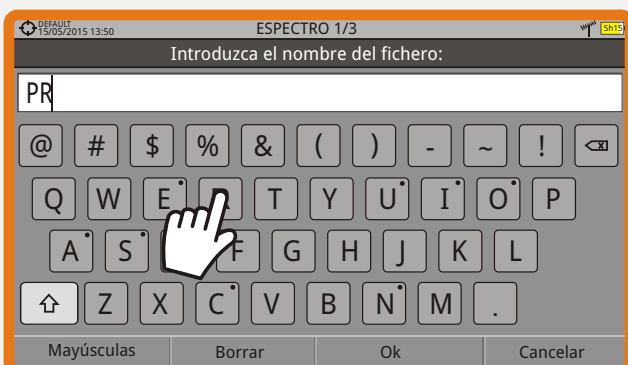 DEFAULT
15/05/2015 13:50 ESPECTRO 1/3 5h15
Introduzca el nombre del fichero:
PR
@ # $ % & ( ) - ~ ! x
Q W E R T Y U I O P
A S F G H J K L
Z X C V B N M .
Mayúsculas Borrar Ok Cancelar